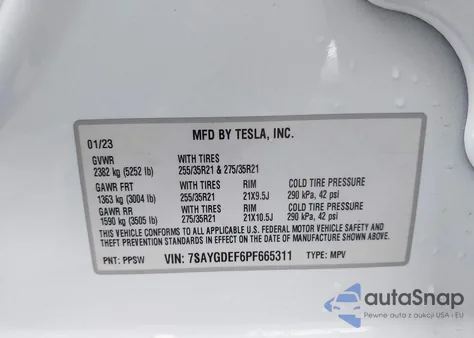 MFD BY TESLA, INC.
01/23
GVWR WITH TIRES
2382 kg (5252 lb) 255/35R21 & 275/35R21
GAWR FRT WITH TIRES RIM COLD TIRE PRESSURE
1363 kg (3004 lb) 255/35R21 21X9.5J 290 kPa, 42 psi
GAWR RR WITH TIRES RIM COLD TIRE PRESSURE
1590 kg (3505 lb) 275/35R21 21X10.5J 290 kPa, 42 psi
THIS VEHICLE CONFORMS TO ALL APPLICABLE U.S. FEDERAL MOTOR VEHICLE SAFETY AND
THEFT PREVENTION STANDARDS IN EFFECT ON THE DATE OF MANUFACTURE SHOWN ABOVE.
PNT: PPSW VIN: 7SAYGDEF6PF665311 TYPE: MPV
autoSnap
Pewne auta z aukcji USA i EU